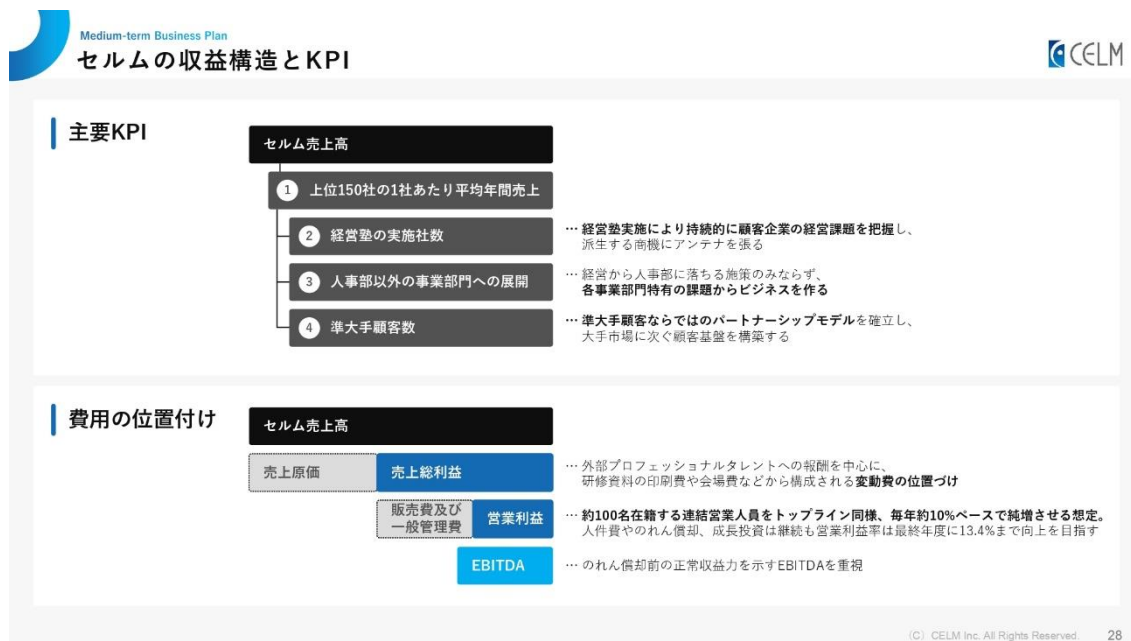 Medium-term Business Plan
セルムの収益構造とKPI
CELM
主要KPI
セルム売上高
1 上位150社の1社あたり平均年間売上
2 経営塾の実施社数
… 経営塾実施により持続的に顧客企業の経営課題を把握し、
派生する商機にアンテナを張る
3 人事部以外の事業部門への展開
… 経営から人事部に落ちる施策のみならず、
各事業部門特有の課題からビジネスを作る
4 準大手顧客数
… 準大手顧客ならではのパートナーシップモデルを確立し、
大手市場に次ぐ顧客基盤を構築する
費用の位置付け
セルム売上高
売上原価
売上総利益
… 外部プロフェッショナルタレントへの報酬を中心に、
研修資料の印刷費や会場費などから構成される変動費の位置づけ
販売費及び
一般管理費
営業利益
… 約100名在籍する連結営業人員をトップライン同様、毎年約10%ペースで純増させる想定。
人件費やのれん償却、成長投資は継続も営業利益率は最終年度に13.4%まで向上を目指す
EBITDA
… のれん償却前の正常収益力を示すEBITDAを重視
(C) CELM Inc. All Rights Reserved.
28